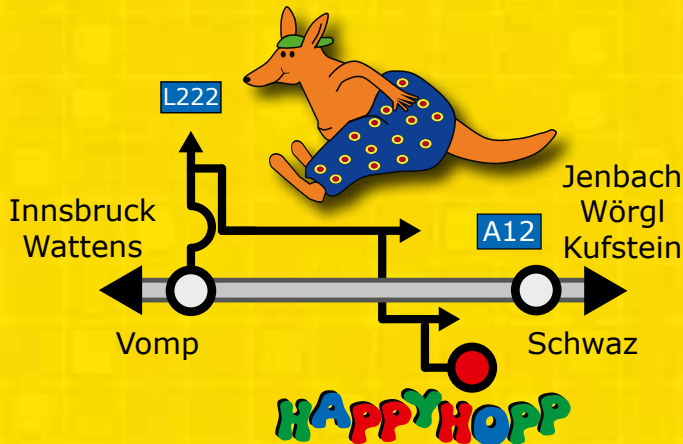 L222
Innsbruck
Wattens
Jenbach
Wörgl
Kufstein
A12
Vomp
Schwaz
HAPPYHOPP